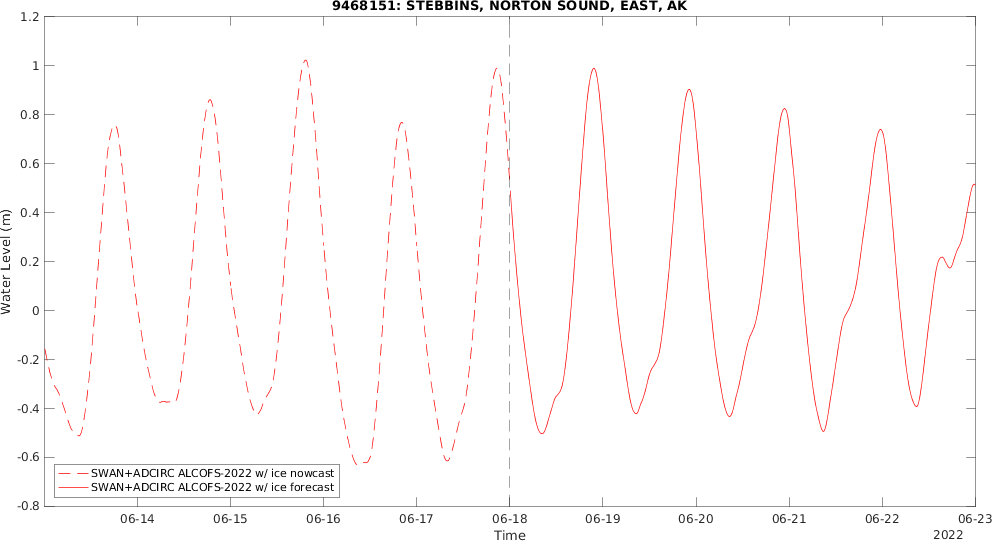 9468151: STEBBINS, NORTON SOUND, EAST, AK
1.2
1
0.8
0.6
0.4
0.2
0
-0.2
-0.4
-0.6
-0.8
Water Level (m)
SWAN+ADCIRC ALCOFS-2022 w/ ice nowcast
SWAN+ADCIRC ALCOFS-2022 w/ ice forecast
06-14 06-15 06-16 06-17 06-18 06-19 06-20 06-21 06-22 06-23
Time
2022